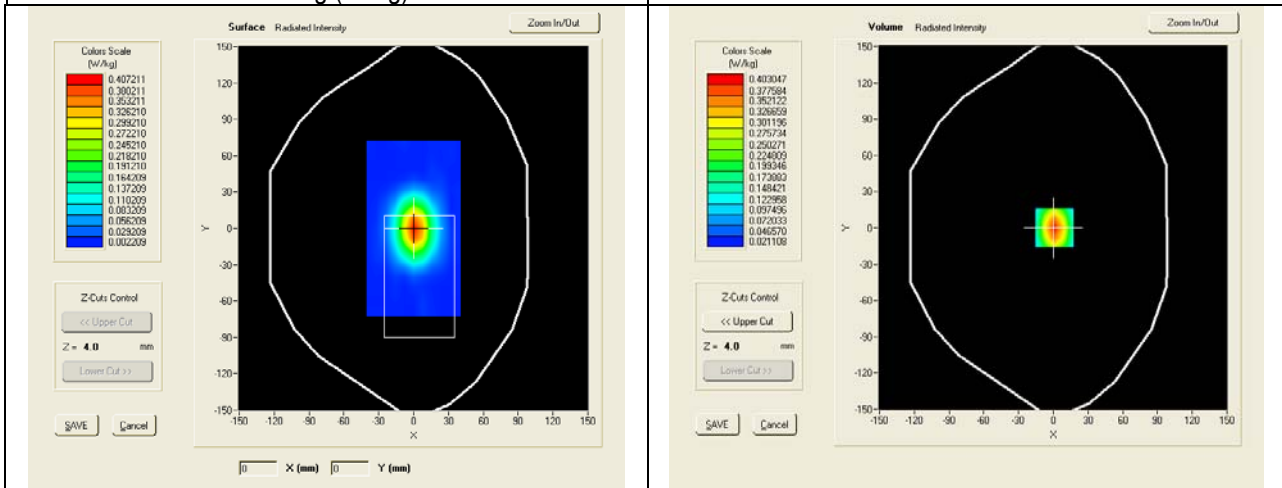 Surface Radiated Intensity
Zoom In/Out
Colors Scale
(W/kg)
0.407211
0.380211
0.353211
0.326210
0.299210
0.272210
0.245210
0.218210
0.191210
0.164209
0.137209
0.110209
0.083209
0.056209
0.029209
0.002209
Z-Cuts Control
<< Upper Cut
Z = 4.0 mm
Lower Cut >>
SAVE
Cancel
150
120
90
60
30
0
-30
-60
-90
-120
-150
Y
-150 -120 -90 -60 -30 0 30 60 90 120 150
X
0 X (mm) 0 Y (mm)
Volume Radiated Intensity
Zoom In/Out
Colors Scale
(W/kg)
0.403047
0.377584
0.352122
0.326659
0.301196
0.275734
0.250271
0.224809
0.199346
0.173883
0.148421
0.122958
0.097496
0.072033
0.046570
0.021108
Z-Cuts Control
<< Upper Cut
Z = 4.0 mm
Lower Cut >>
SAVE
Cancel
150
120
90
60
30
0
-30
-60
-90
-120
-150
Y
-150 -120 -90 -60 -30 0 30 60 90 120 150
X